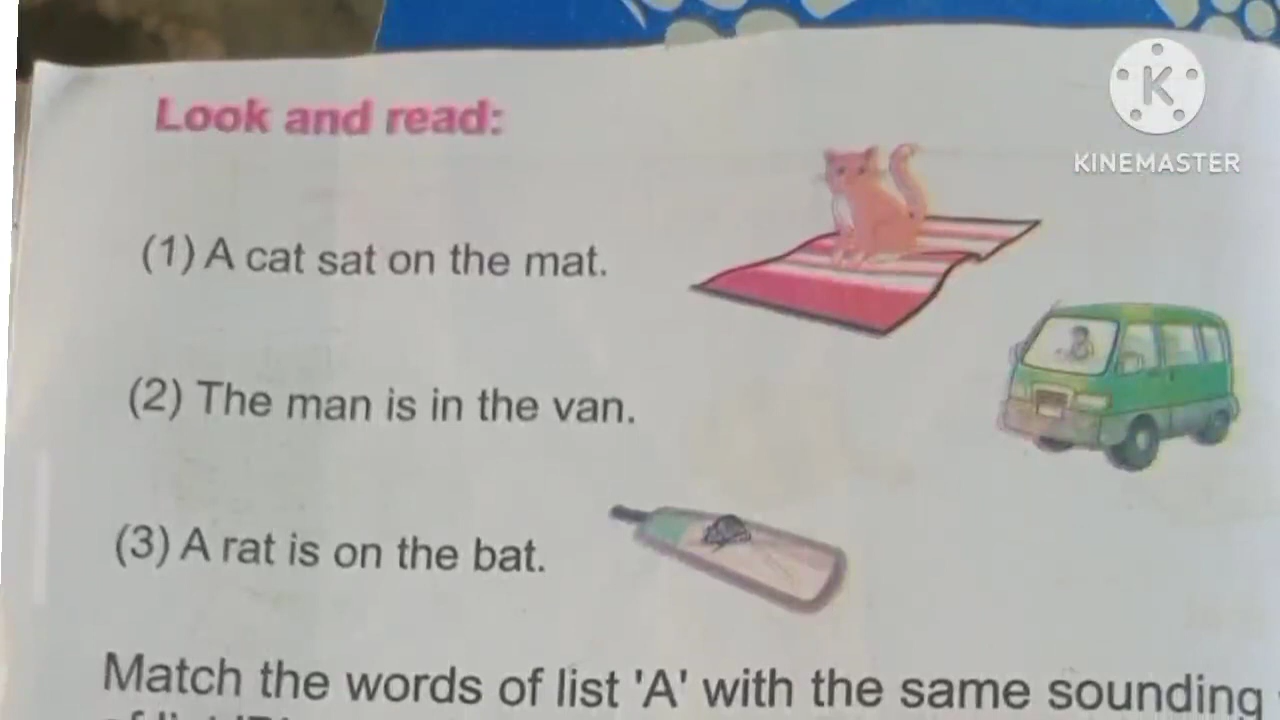 Look and read:
K
KINEMASTER
(1) A cat sat on the mat.
(2) The man is in the van.
(3) A rat is on the bat.
Match the words of list 'A' with the same sounding